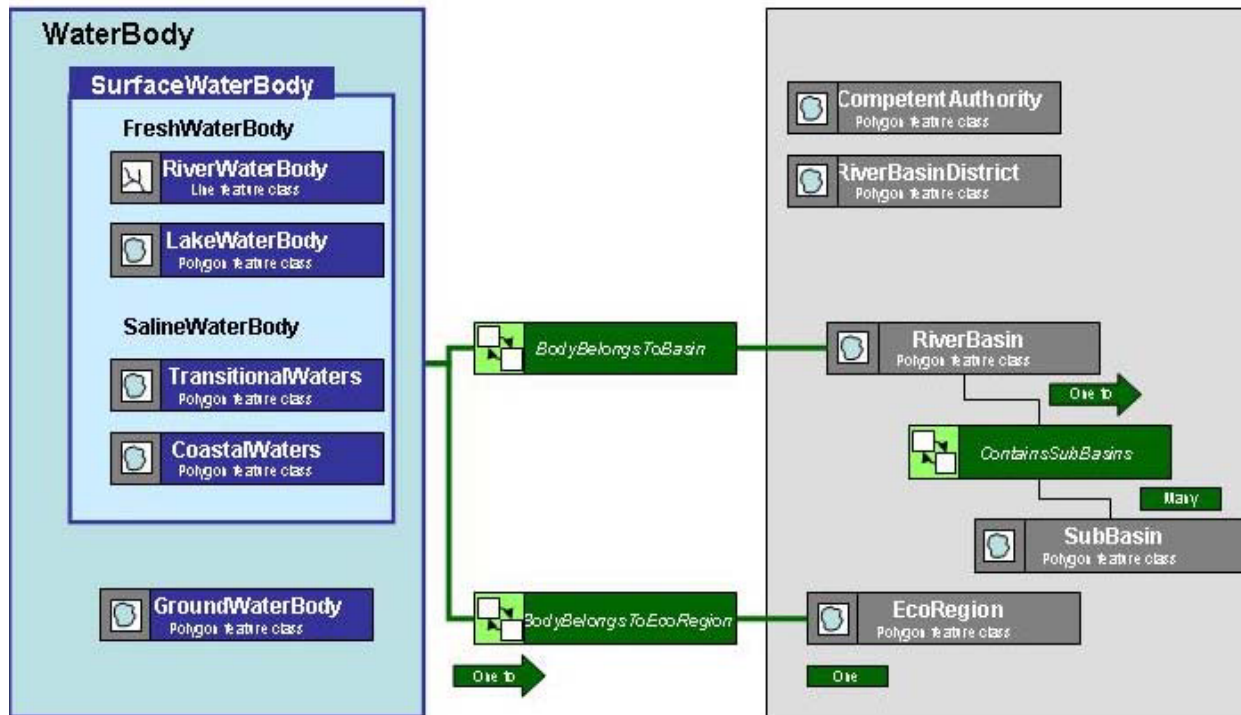 WaterBody
SurfaceWaterBody
FreshWaterBody
RiverWaterBody
Line feature class
LakeWaterBody
Polygon feature class
SalineWaterBody
TransitionalWaters
Polygon feature class
CoastalWaters
Polygon feature class
GroundWaterBody
Polygon feature class
BodyBelongsToBasin
BodyBelongsToEcoRegion
One to
CompetentAuthority
Polygon feature class
RiverBasinDistrict
Polygon feature class
RiverBasin
Polygon feature class
One to
ContainsSubBasins
Many
SubBasin
Polygon feature class
EcoRegion
Polygon feature class
One